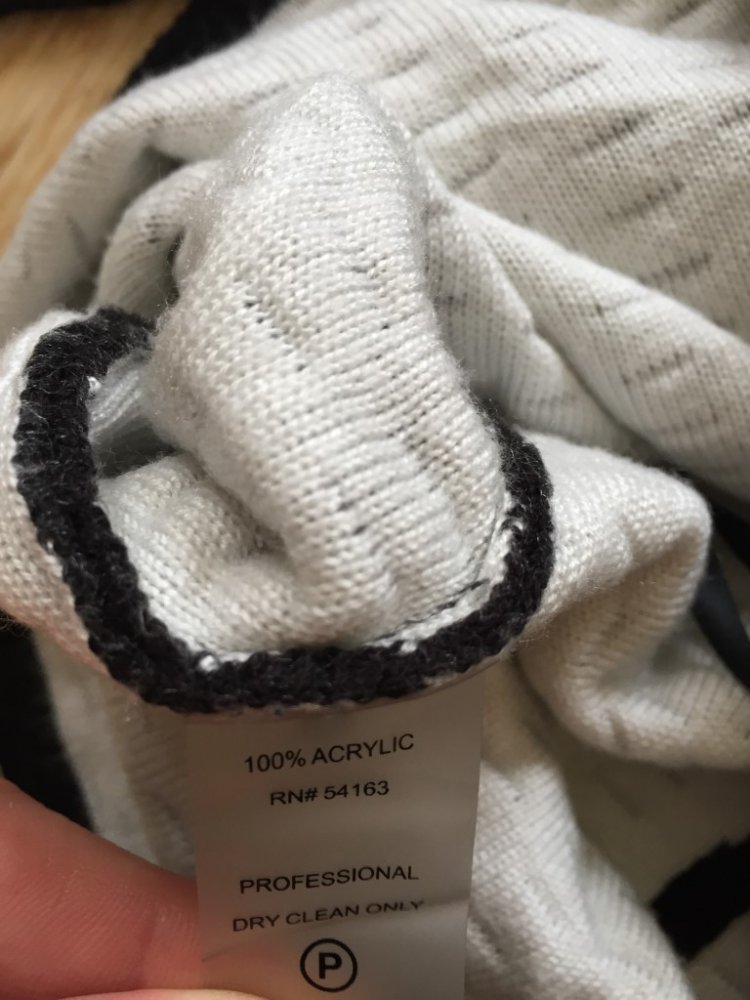 100% ACRYLIC
RN# 54163
PROFESSIONAL
DRY CLEAN ONLY
P